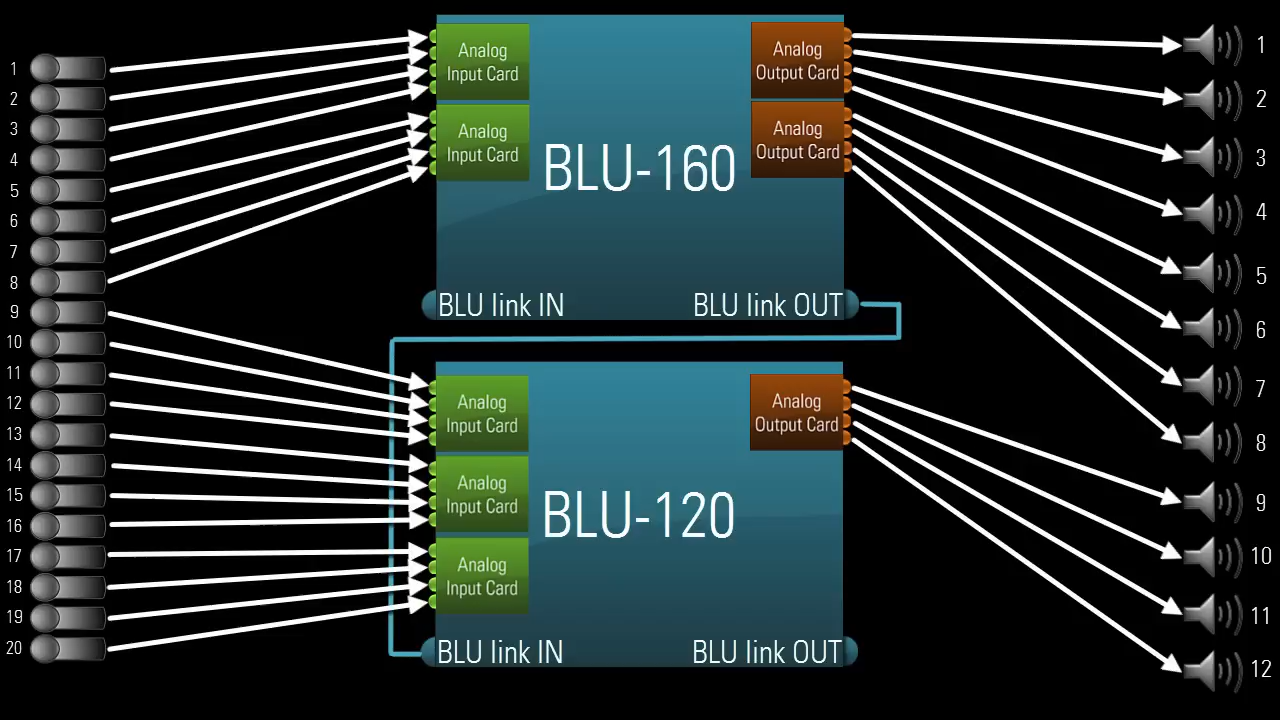 1
2
3
4
5
6
7
8
9
10
11
12
13
14
15
16
17
18
19
20
Analog
Input Card
Analog
Input Card
BLU-160
Analog
Output Card
Analog
Output Card
BLU link IN
BLU link OUT
Analog
Input Card
Analog
Input Card
Analog
Input Card
BLU-120
Analog
Output Card
BLU link IN
BLU link OUT
1
2
3
4
5
6
7
8
9
10
11
12